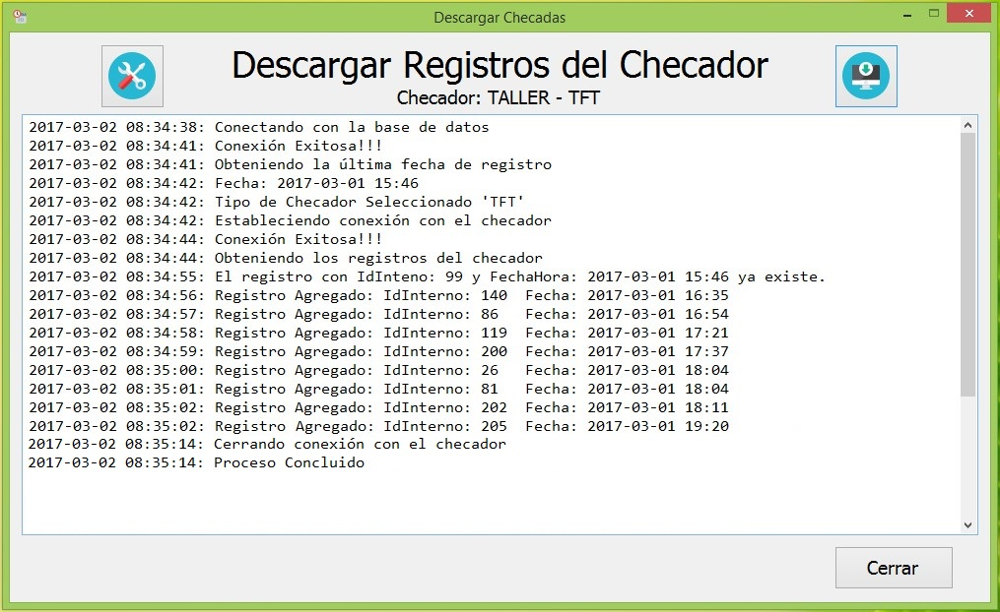 Descargar Checadas
Descargar Registros del Checador
Checador: TALLER - TFT
2017-03-02 08:34:38: Conectando con la base de datos
2017-03-02 08:34:41: Conexión Exitosa!!!
2017-03-02 08:34:41: Obteniendo la última fecha de registro
2017-03-02 08:34:42: Fecha: 2017-03-01 15:46
2017-03-02 08:34:42: Tipo de Checador Seleccionado 'TFT'
2017-03-02 08:34:42: Estableciendo conexión con el checador
2017-03-02 08:34:44: Conexión Exitosa!!!
2017-03-02 08:34:44: Obteniendo los registros del checador
2017-03-02 08:34:55: El registro con IdInteno: 99 y FechaHora: 2017-03-01 15:46 ya existe.
2017-03-02 08:34:56: Registro Agregado: IdInterno: 140  Fecha: 2017-03-01 16:35
2017-03-02 08:34:57: Registro Agregado: IdInterno: 86   Fecha: 2017-03-01 16:54
2017-03-02 08:34:58: Registro Agregado: IdInterno: 119  Fecha: 2017-03-01 17:21
2017-03-02 08:34:59: Registro Agregado: IdInterno: 200  Fecha: 2017-03-01 17:37
2017-03-02 08:35:00: Registro Agregado: IdInterno: 26   Fecha: 2017-03-01 18:04
2017-03-02 08:35:01: Registro Agregado: IdInterno: 81   Fecha: 2017-03-01 18:04
2017-03-02 08:35:02: Registro Agregado: IdInterno: 202  Fecha: 2017-03-01 18:11
2017-03-02 08:35:02: Registro Agregado: IdInterno: 205  Fecha: 2017-03-01 19:20
2017-03-02 08:35:14: Cerrando conexión con el checador
2017-03-02 08:35:14: Proceso Concluido
Cerrar